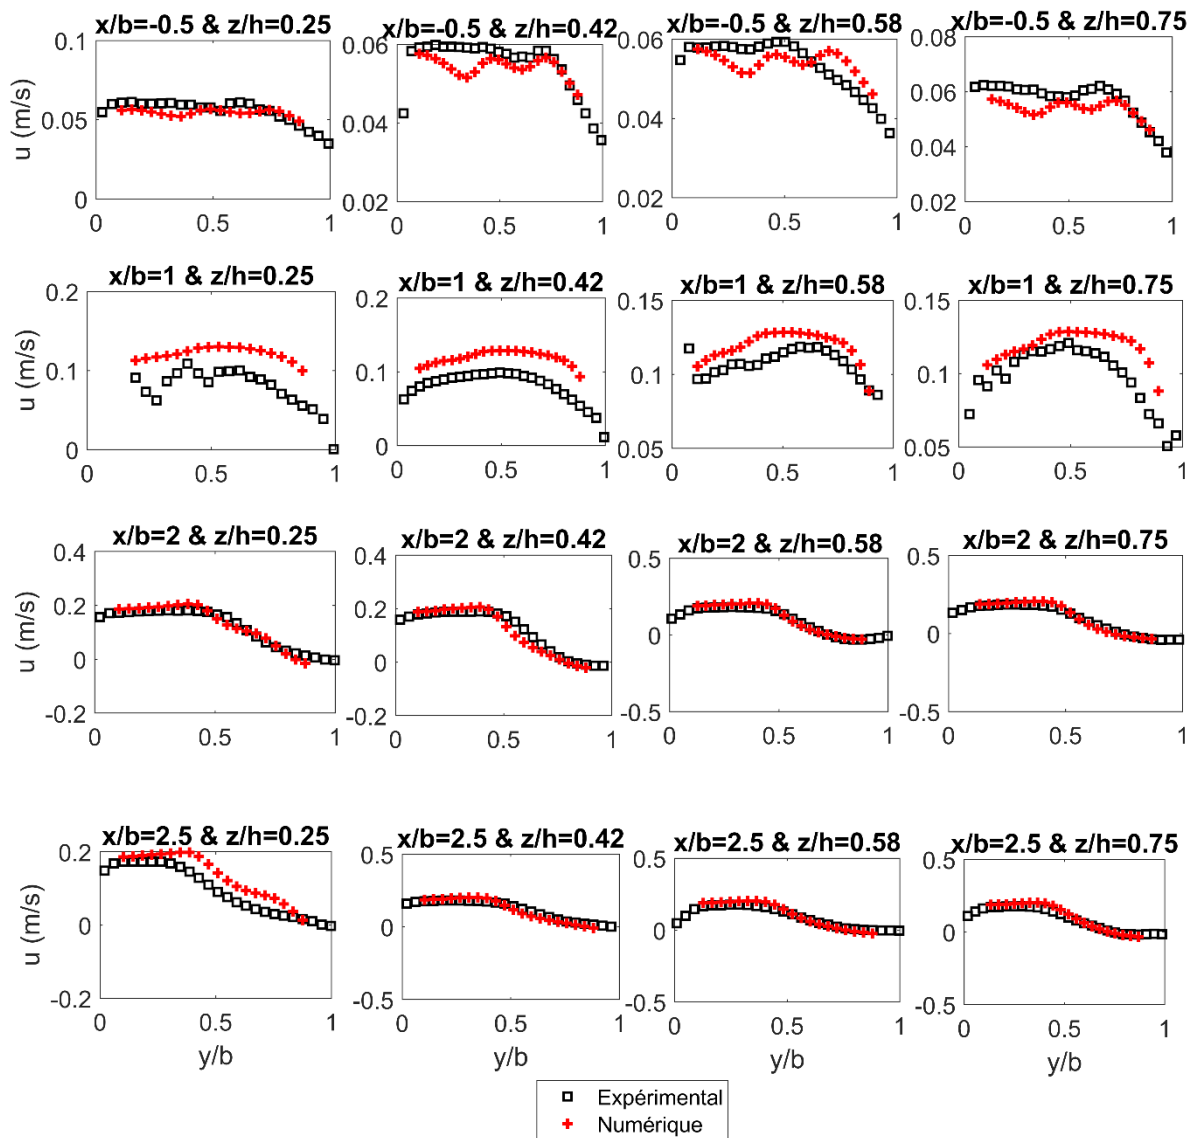 x/b=-0.5 & z/h=0.25 x/b=-0.5 & z/h=0.42 x/b=-0.5 & z/h=0.58 x/b=-0.5 & z/h=0.75
0.1 0.06 0.06 0.08
u (m/s)
0.05 0.04 0.04 0.06
0.04
0 0.02 0.02 0.02
0 0.5 1 0 0.5 1 0 0.5 1 0 0.5 1
x/b=1 & z/h=0.25 x/b=1 & z/h=0.42 x/b=1 & z/h=0.58 x/b=1 & z/h=0.75
0.2 0.2 0.15 0.15
u (m/s)
0.1 0.1 0.1 0.1
0 0 0.05 0.05
0 0.5 1 0 0.5 1 0 0.5 1 0 0.5 1
x/b=2 & z/h=0.25 x/b=2 & z/h=0.42 x/b=2 & z/h=0.58 x/b=2 & z/h=0.75
0.4 0.4 0.5 0.5
u (m/s)
0.2 0.2
0 0 0 0
-0.2 -0.2 -0.5 -0.5
0 0.5 1 0 0.5 1 0 0.5 1 0 0.5 1
x/b=2.5 & z/h=0.25 x/b=2.5 & z/h=0.42 x/b=2.5 & z/h=0.58 x/b=2.5 & z/h=0.75
0.2 0.5 0.5 0.5
u (m/s)
0 0 0 0
-0.2 -0.5 -0.5 -0.5
0 0.5 1 0 0.5 1 0 0.5 1 0 0.5 1
y/b y/b y/b y/b
Expérimental
Numérique